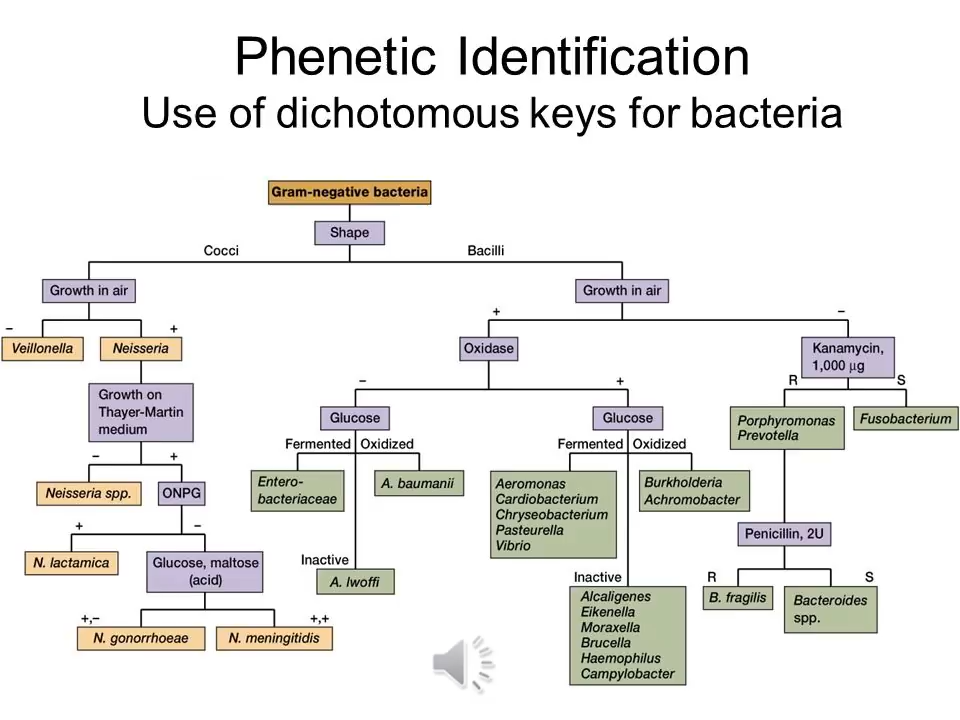 Phenetic Identification
Use of dichotomous keys for bacteria
Gram-negative bacteria
Shape
Cocci
Bacilli
Growth in air
Growth in air
–
+
+
–
Veillonella
Neisseria
Oxidase
Kanamycin,
1,000 µg
–
+
R
S
Growth on
Thayer-Martin
medium
Glucose
Glucose
Porphyromonas
Prevotella
Fusobacterium
Fermented
Oxidized
Fermented
Oxidized
–
+
Neisseria spp.
ONPG
Entero-
bacteriaceae
A. baumanii
Aeromonas
Cardiobacterium
Chryseobacterium
Pasteurella
Vibrio
Burkholderia
Achromobacter
+
–
Penicillin, 2U
N. lactamica
Glucose, maltose
(acid)
Inactive
A. lwoffi
Inactive
Alcaligenes
Eikenella
Moraxella
Brucella
Haemophilus
Campylobacter
R
S
B. fragilis
Bacteroides
spp.
+,–
+,+
N. gonorrhoeae
N. meningitidis